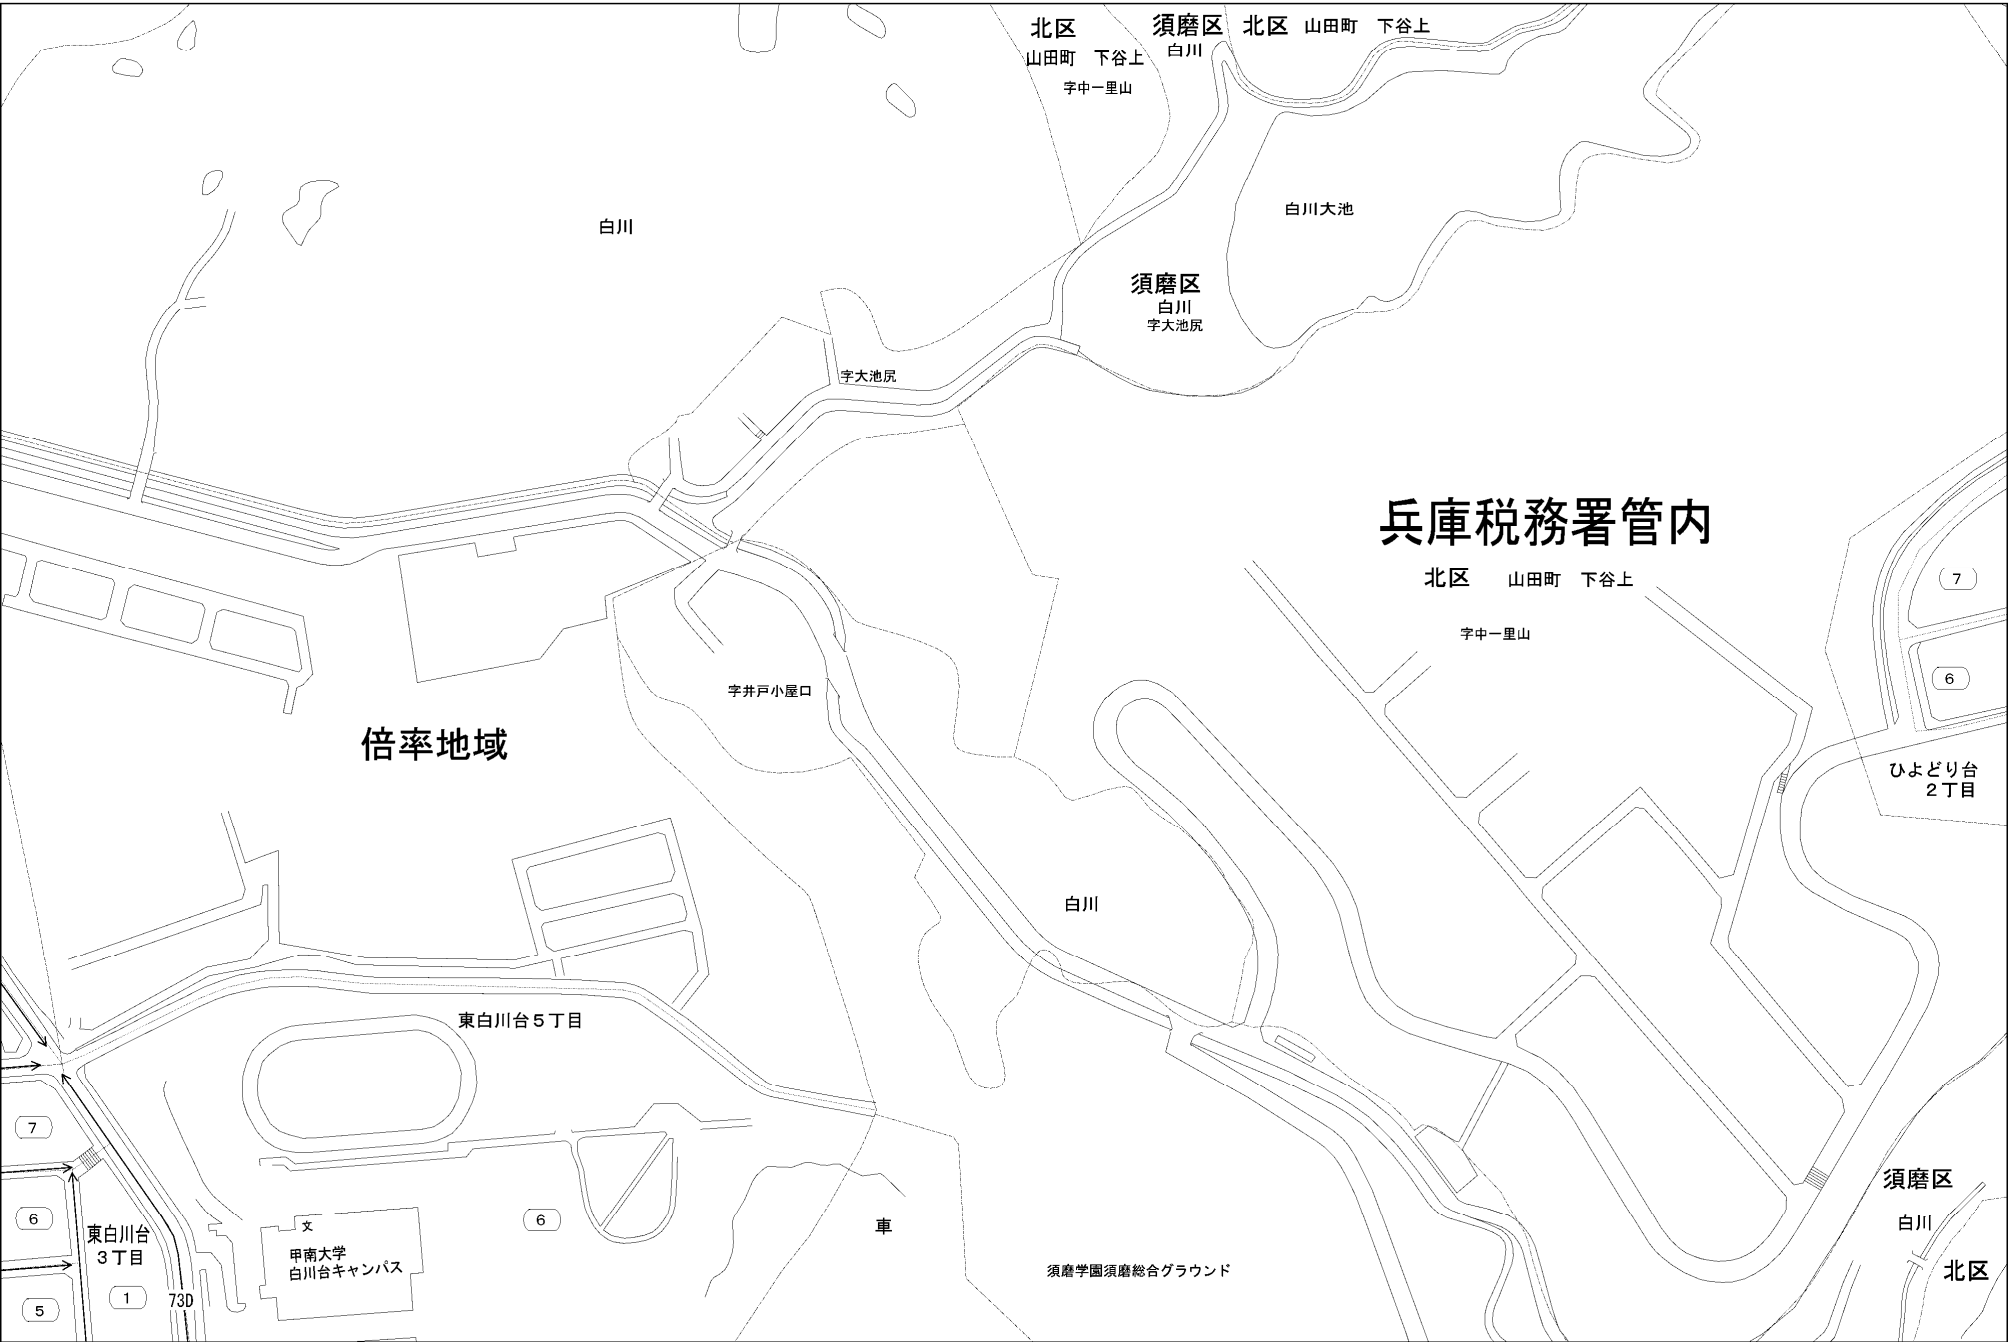 北区
山田町　下谷上
字中一里山
須磨区
白川
北区　山田町　下谷上
白川
白川大池
須磨区
白川
字大池尻
字大池尻
兵庫税務署管内
北区　山田町　下谷上
字中一里山
7
6
字井戸小屋口
倍率地域
ひよどり台
2丁目
白川
東白川台5丁目
7
6
5
東白川台
3丁目
1
73D
文
甲南大学
白川台キャンパス
6
車
須磨学園須磨総合グラウンド
須磨区
白川
北区